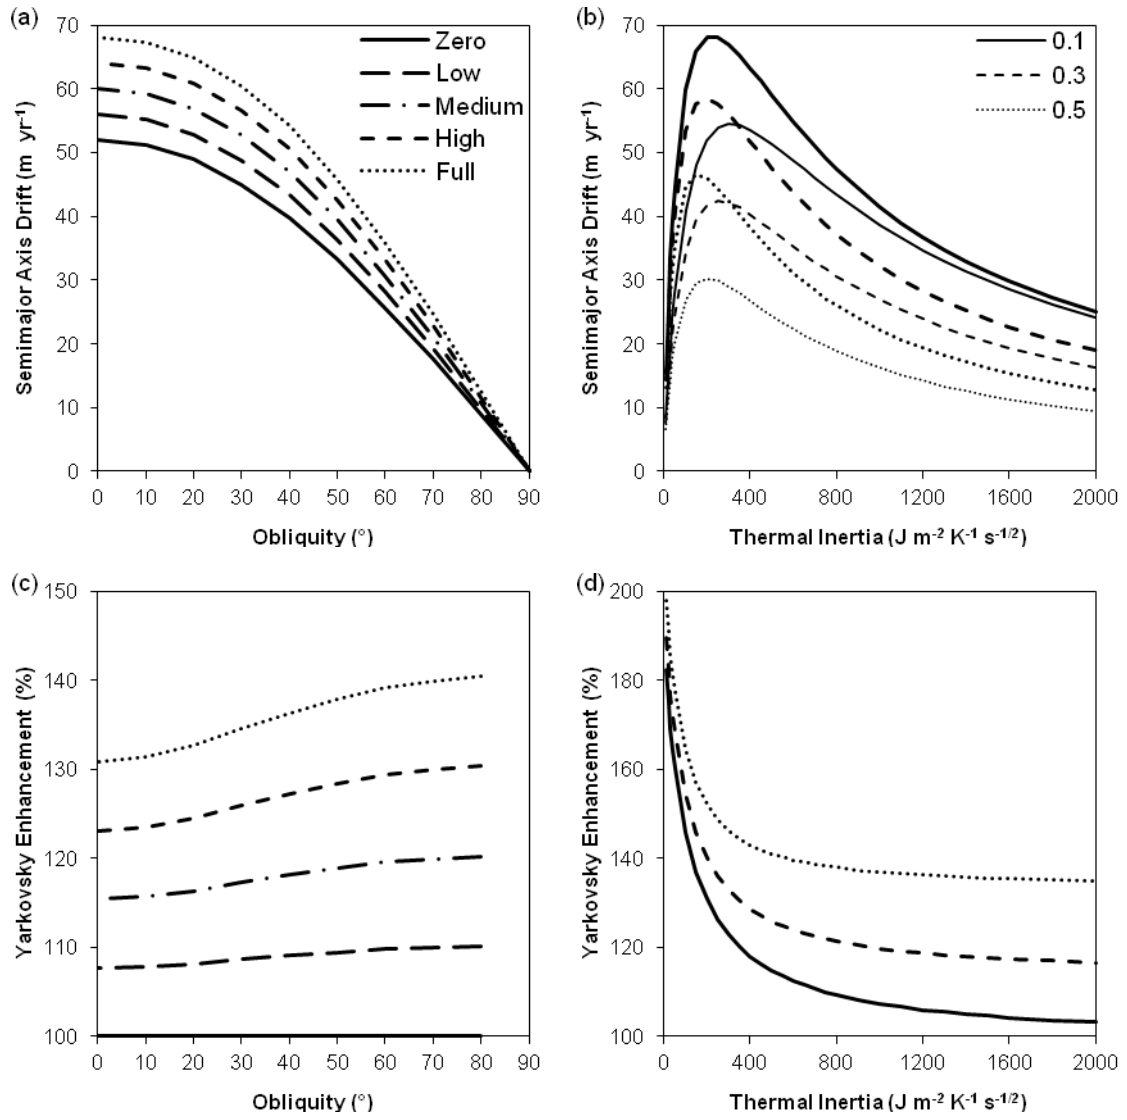 (a)
Semimajor Axis Drift (m yr⁻¹)
70
60
50
40
30
20
10
0
Zero
Low
Medium
High
Full
0 10 20 30 40 50 60 70 80 90
Obliquity (°)
(b)
Semimajor Axis Drift (m yr⁻¹)
70
60
50
40
30
20
10
0
0.1
0.3
0.5
0 400 800 1200 1600 2000
Thermal Inertia (J m⁻² K⁻¹ s⁻¹/²)
(c)
Yarkovsky Enhancement (%)
150
140
130
120
110
100
0 10 20 30 40 50 60 70 80 90
Obliquity (°)
(d)
Yarkovsky Enhancement (%)
200
180
160
140
120
100
0 400 800 1200 1600 2000
Thermal Inertia (J m⁻² K⁻¹ s⁻¹/²)